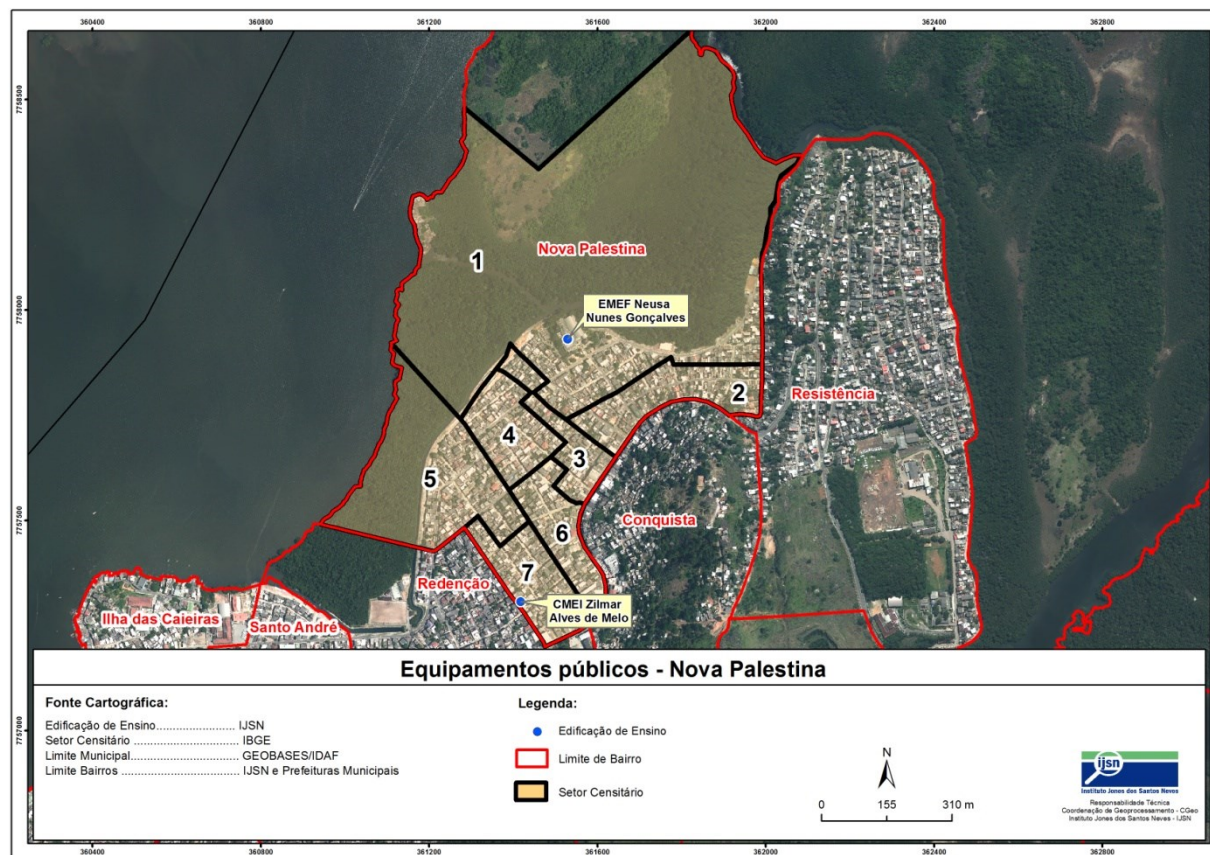 360400 360800 361200 361600 362000 362400 362800
7758500
7758000
7757500
7757000
Nova Palestina
1
EMEF Neusa
Nunes Gonçalves
2
Resistência
4
3
5
6
Conquista
7
Redenção
CMEI Zilmar
Alves de Melo
Ilha das Caieiras
Santo André
Equipamentos públicos - Nova Palestina
Fonte Cartográfica:
Edificação de Ensino........................ IJSN
Setor Censitário ................................. IBGE
Limite Municipal................................. GEOBASES/IDAF
Limite Bairros ................................... IJSN e Prefeituras Municipais
Legenda:
Edificação de Ensino
Limite de Bairro
Setor Censitário
N
0 155 310 m
ijsn
Instituto Jones dos Santos Neves
Responsabilidade Técnica
Coordenação de Geoprocessamento - CGeo
Instituto Jones dos Santos Neves - IJSN
360400 360800 361200 361600 362000 362400 362800